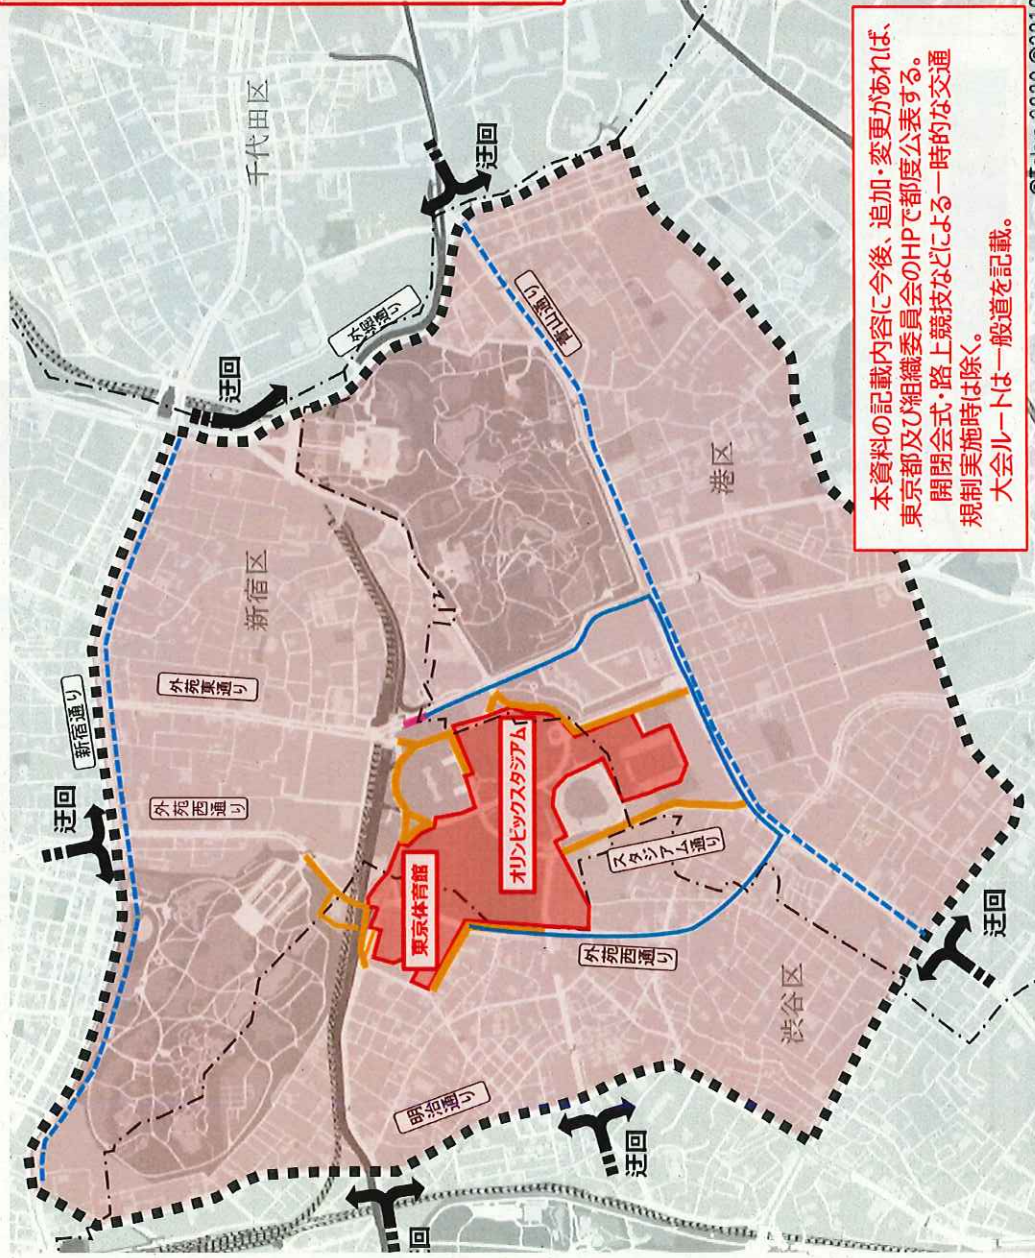 新宿通り
迂回
外苑西通り
外苑東通り
新宿区
迂回
千代田区
外堀通り
迂回
青山通り
東京体育館
オリンピックスタジアム
外苑西通り
スタジアム通り
明治通り
迂回
迂回
渋谷区
港区
迂回
本資料の記載内容に今後、追加・変更があれば、
東京都及び組織委員会のHPで都度公表する。
開閉会式・路上競技などによる一時的な交通
規制実施時は除く。
大会ルートは一般道を記載。